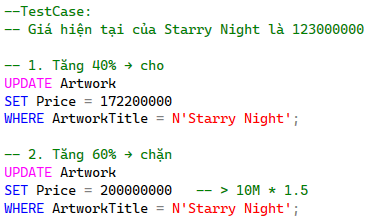 --TestCase:
-- Giá hiện tại của Starry Night là 123000000
-- 1. Tăng 40% → cho
UPDATE Artwork
SET Price = 172200000
WHERE ArtworkTitle = N'Starry Night';
-- 2. Tăng 60% → chặn
UPDATE Artwork
SET Price = 200000000   -- > 10M * 1.5
WHERE ArtworkTitle = N'Starry Night';